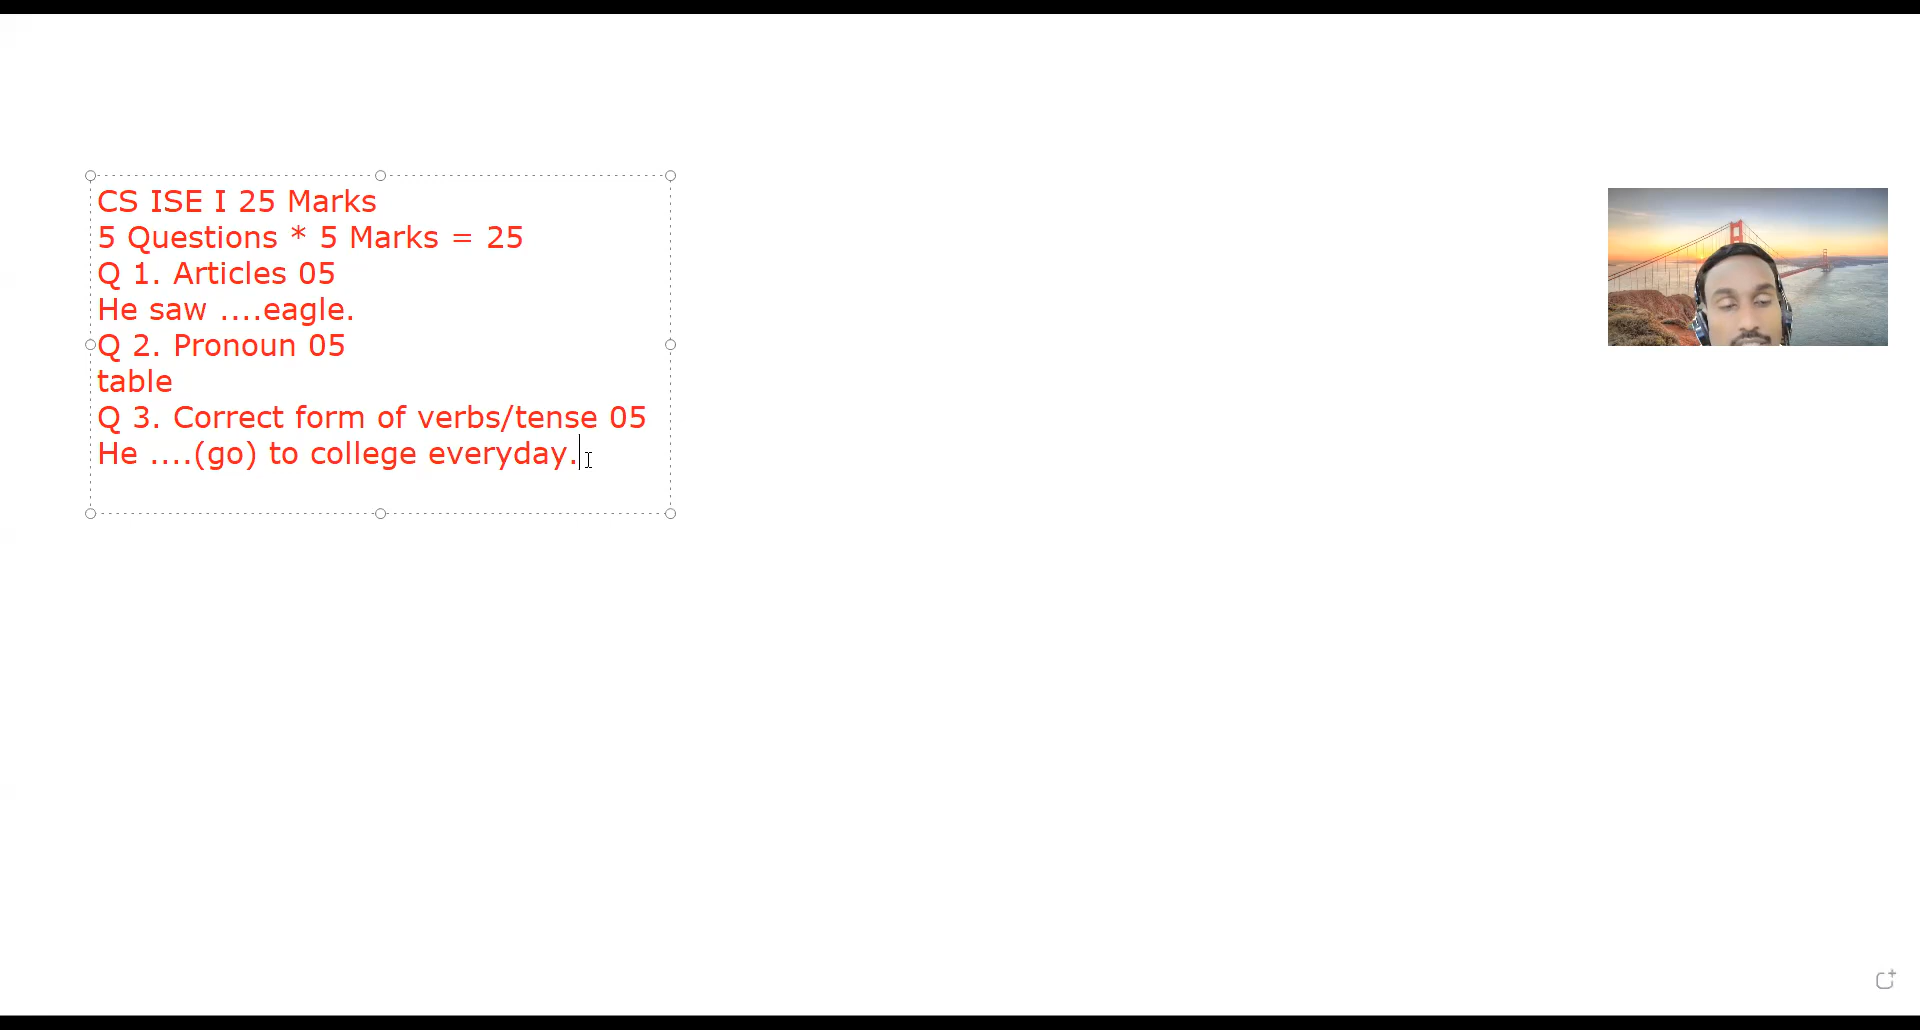 CS ISE I 25 Marks
5 Questions * 5 Marks = 25
Q 1. Articles 05
He saw ....eagle.
Q 2. Pronoun 05
table
Q 3. Correct form of verbs/tense 05
He ....(go) to college everyday.